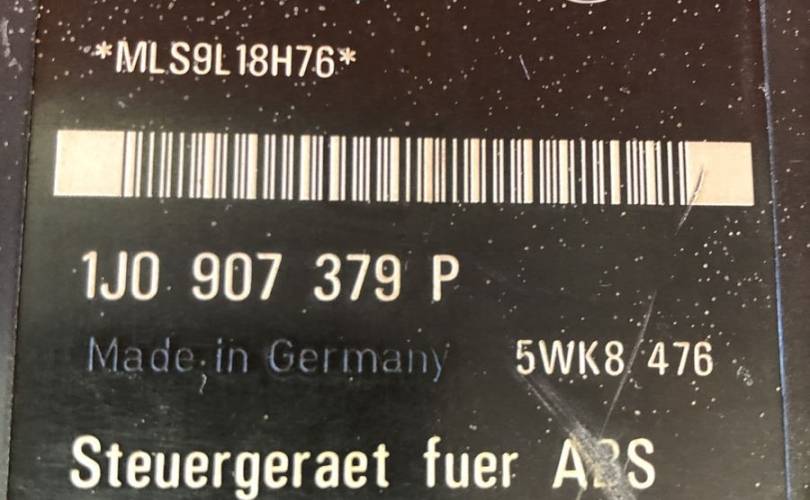 *MLS9L18H76*
1J0 907 379 P
Made in Germany 5WK8 476
Steuergeraet fuer ABS